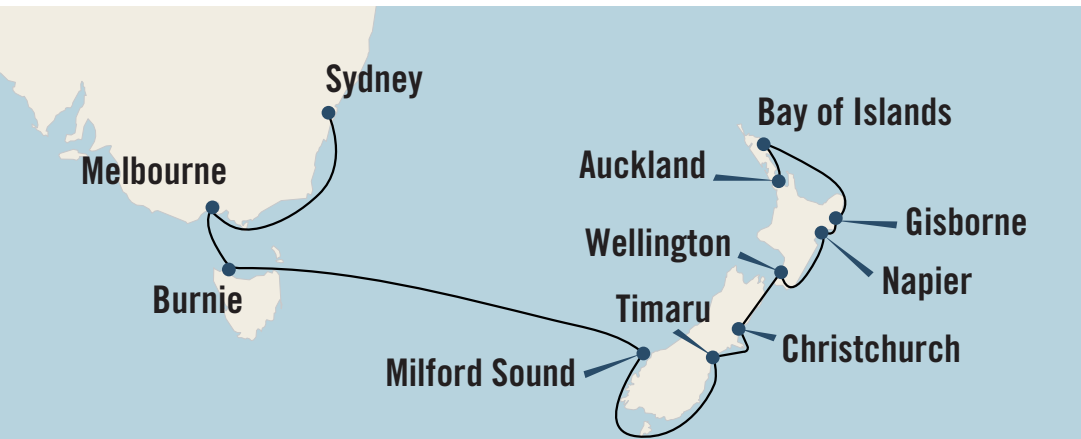 Sydney
Bay of Islands
Melbourne
Auckland
Gisborne
Wellington
Napier
Burnie
Timaru
Christchurch
Milford Sound